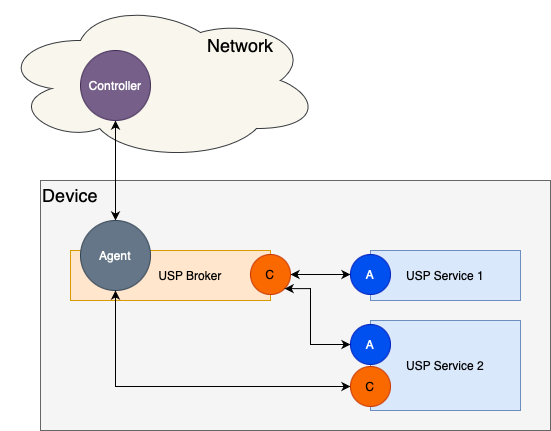 Network
Controller
Device
Agent
USP Broker
C
A
USP Service 1
A
USP Service 2
C